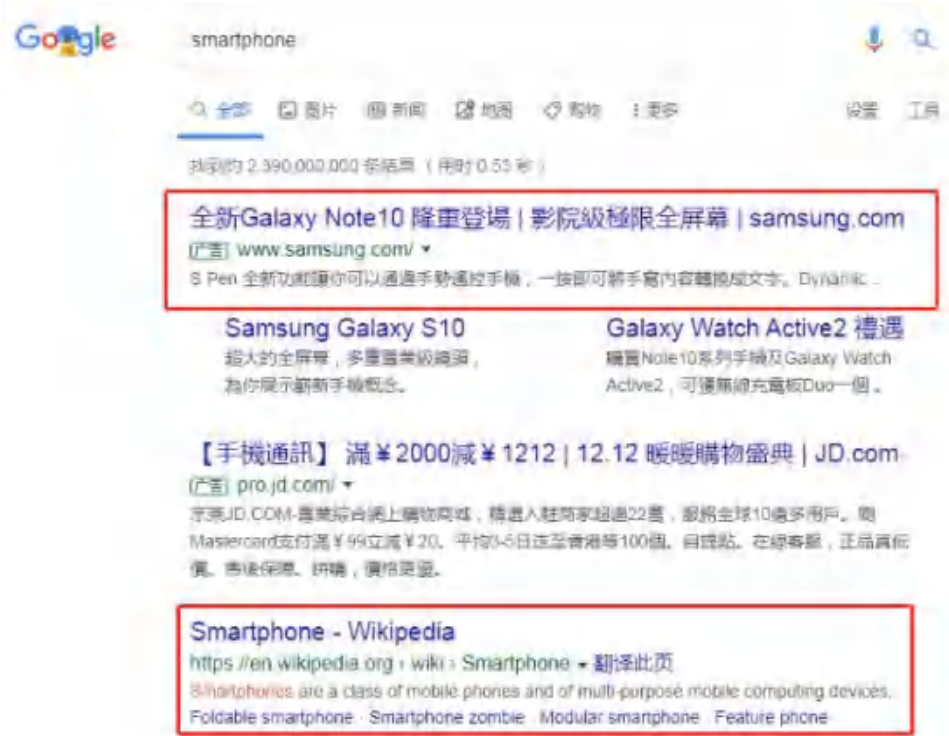 Google
smartphone
全部 图片 新闻 地图 购物 更多 设置 工具
找到约 2,390,000,000 条结果 （用时 0.53 秒）
全新Galaxy Note10 隆重登場 | 影院級極限全屏幕 | samsung.com
广告 www.samsung.com/
S Pen 全新功能讓你可以通過手勢遙控手機，一按即可將手寫内容轉換成文字。Dynamic ...
Samsung Galaxy S10 Galaxy Watch Active2 禮遇
超大的全屏幕，多重專業級鏡頭， 購買Note10系列手機及Galaxy Watch
為你展示嶄新手機概念。 Active2，可獲無線充電板Duo一個。
【手機通訊】 滿￥2000減￥1212 | 12.12 暖暖購物盛典 | JD.com
广告 pro.jd.com/
京東JD.COM-專業綜合網上購物商城，精選入駐商家超過22萬，服務全球10億多用戶。
Mastercard支付滿￥99立減￥20。平均3-5日送至香港等100個。自提點。在線客服，正品真低
價。售後保障。
Smartphone - Wikipedia
https://en.wikipedia.org › wiki › Smartphone 翻译此页
Smartphones are a class of mobile phones and of multi-purpose mobile computing devices.
Foldable smartphone · Smartphone zombie · Modular smartphone · Feature phone